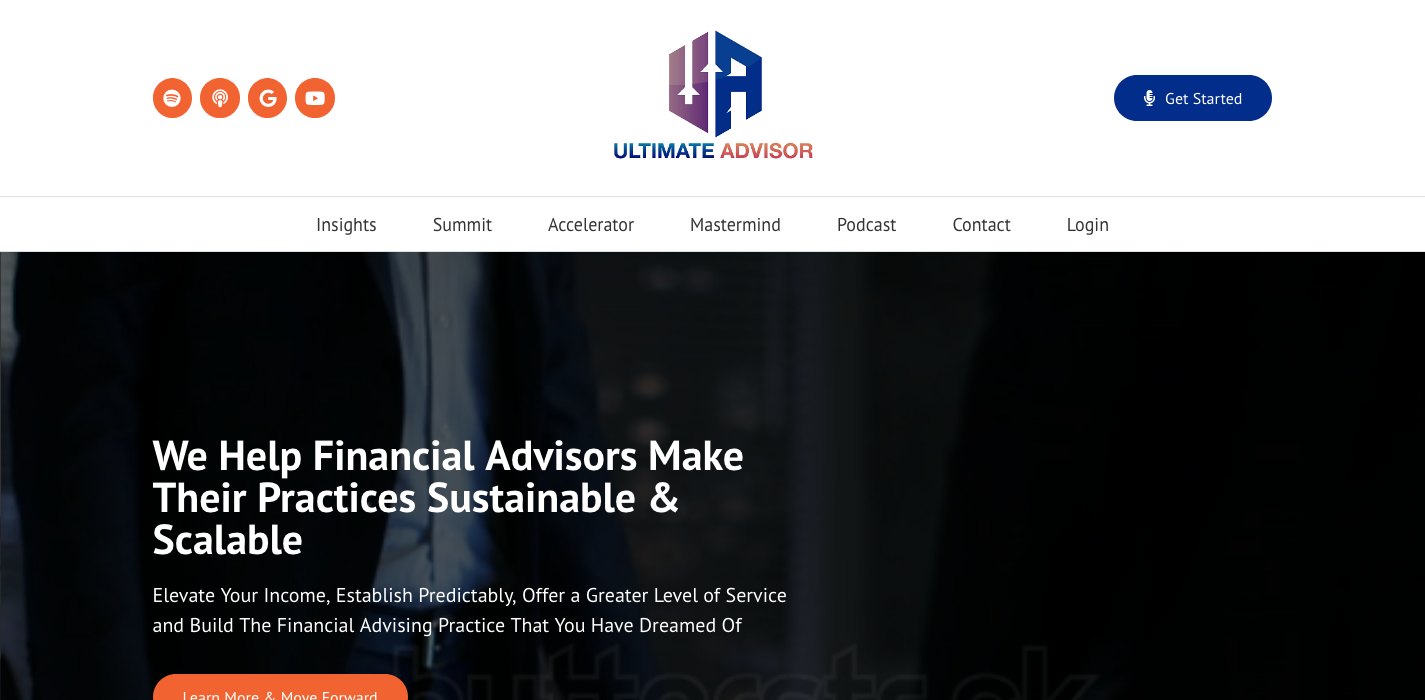 ULTIMATE ADVISOR
Get Started
Insights Summit Accelerator Mastermind Podcast Contact Login
We Help Financial Advisors Make
Their Practices Sustainable &
Scalable
Elevate Your Income, Establish Predictably, Offer a Greater Level of Service
and Build The Financial Advising Practice That You Have Dreamed Of
Learn More & Move Forward